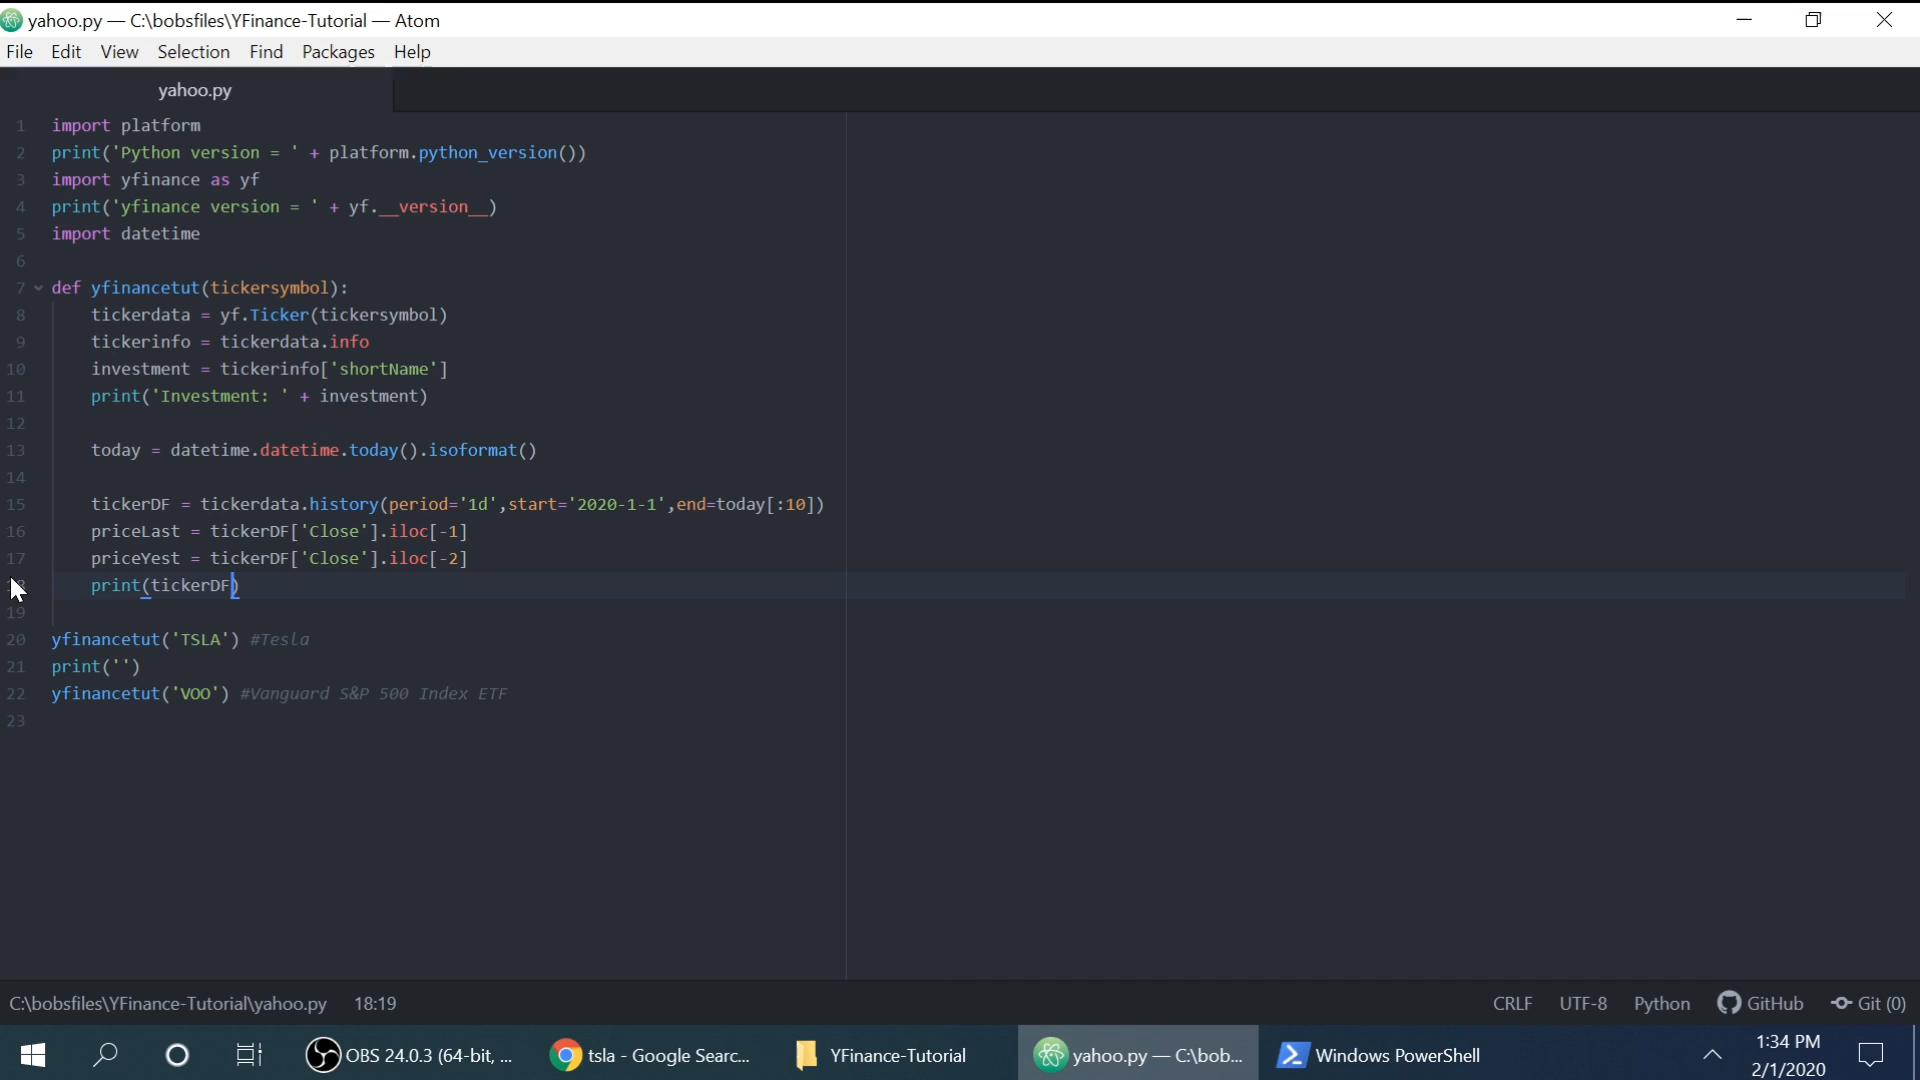 yahoo.py — C:\bobsfiles\YFinance-Tutorial — Atom
File Edit View Selection Find Packages Help
yahoo.py
1 import platform
2 print('Python version = ' + platform.python_version())
3 import yfinance as yf
4 print('yfinance version = ' + yf.__version__)
5 import datetime
6
7 def yfinancetut(tickersymbol):
8 tickerdata = yf.Ticker(tickersymbol)
9 tickerinfo = tickerdata.info
10 investment = tickerinfo['shortName']
11 print('Investment: ' + investment)
12
13 today = datetime.datetime.today().isoformat()
14
15 tickerDF = tickerdata.history(period='1d',start='2020-1-1',end=today[:10])
16 priceLast = tickerDF['Close'].iloc[-1]
17 priceYest = tickerDF['Close'].iloc[-2]
print(tickerDF)
19
20 yfinancetut('TSLA') #Tesla
21 print('')
22 yfinancetut('VOO') #Vanguard S&P 500 Index ETF
23
C:\bobsfiles\YFinance-Tutorial\yahoo.py 18:19 CRLF UTF-8 Python GitHub Git (0)
OBS 24.0.3 (64-bit, ... tsla - Google Searc... YFinance-Tutorial yahoo.py — C:\bob... Windows PowerShell 1:34 PM
2/1/2020